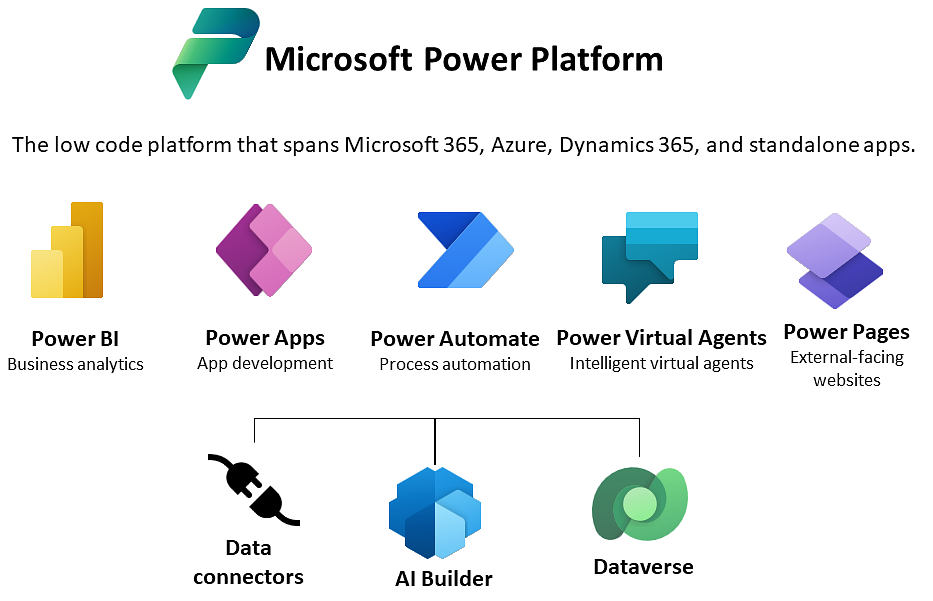 Microsoft Power Platform
The low code platform that spans Microsoft 365, Azure, Dynamics 365, and standalone apps.
Power BI
Business analytics
Power Apps
App development
Power Automate
Process automation
Power Virtual Agents
Intelligent virtual agents
Power Pages
External-facing
websites
Data
connectors
AI Builder
Dataverse